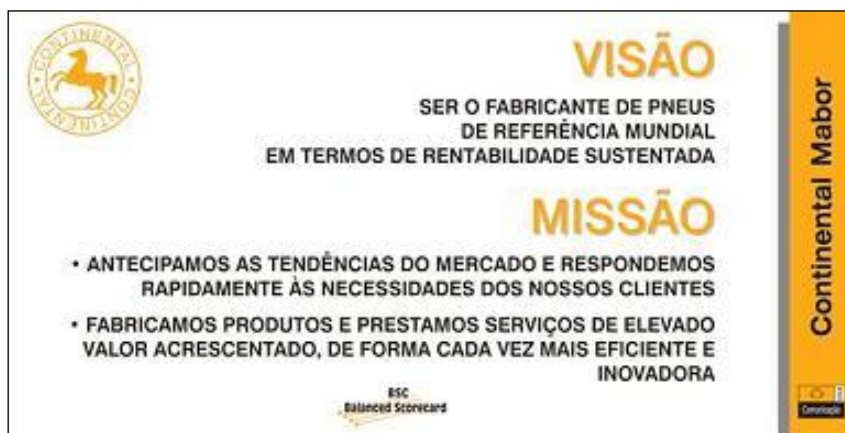 CONTINENTAL · CONTINENTAL
VISÃO
SER O FABRICANTE DE PNEUS
DE REFERÊNCIA MUNDIAL
EM TERMOS DE RENTABILIDADE SUSTENTADA
MISSÃO
• ANTECIPAMOS AS TENDÊNCIAS DO MERCADO E RESPONDEMOS
RAPIDAMENTE ÀS NECESSIDADES DOS NOSSOS CLIENTES
• FABRICAMOS PRODUTOS E PRESTAMOS SERVIÇOS DE ELEVADO
VALOR ACRESCENTADO, DE FORMA CADA VEZ MAIS EFICIENTE E
INOVADORA
BSC
Balanced Scorecard
Continental Mabor
Comunicação